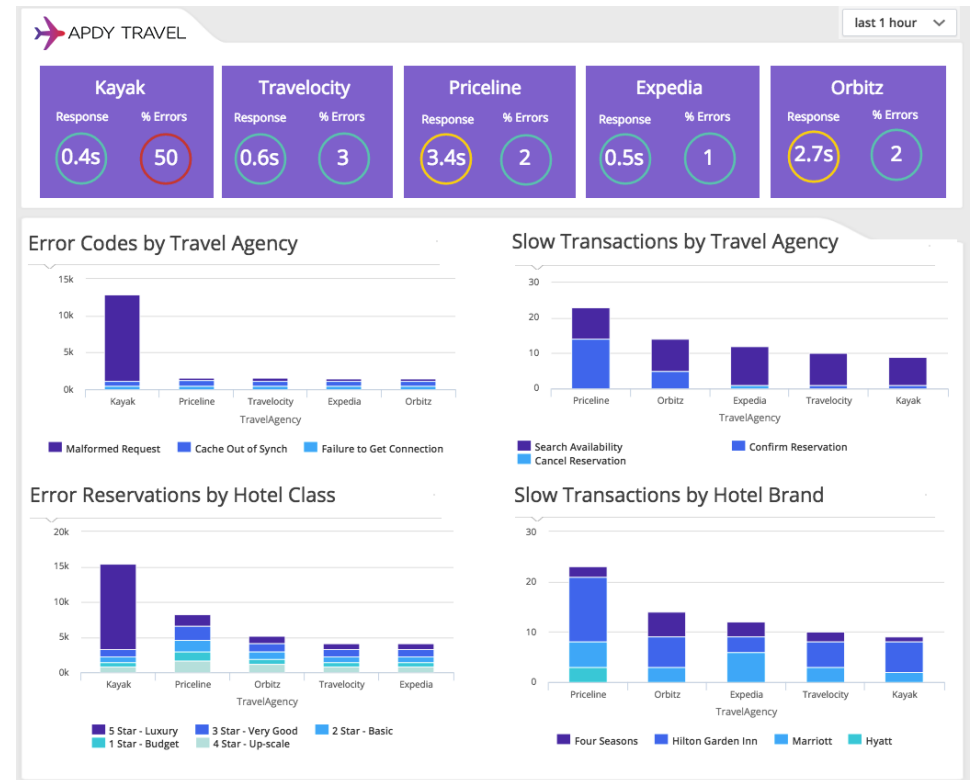 APDY TRAVEL
last 1 hour
Kayak
Response % Errors
0.4s 50
Travelocity
Response % Errors
0.6s 3
Priceline
Response % Errors
3.4s 2
Expedia
Response % Errors
0.5s 1
Orbitz
Response % Errors
2.7s 2
Error Codes by Travel Agency
15k
10k
5k
0k
Kayak Priceline Travelocity Expedia Orbitz
TravelAgency
Malformed Request Cache Out of Synch Failure to Get Connection
Slow Transactions by Travel Agency
30
20
10
0
Priceline Orbitz Expedia Travelocity Kayak
TravelAgency
Search Availability Confirm Reservation
Cancel Reservation
Error Reservations by Hotel Class
20k
15k
10k
5k
0k
Kayak Priceline Orbitz Travelocity Expedia
TravelAgency
5 Star - Luxury 3 Star - Very Good 2 Star - Basic
1 Star - Budget 4 Star - Up-scale
Slow Transactions by Hotel Brand
30
20
10
0
Priceline Orbitz Expedia Travelocity Kayak
TravelAgency
Four Seasons Hilton Garden Inn Marriott Hyatt